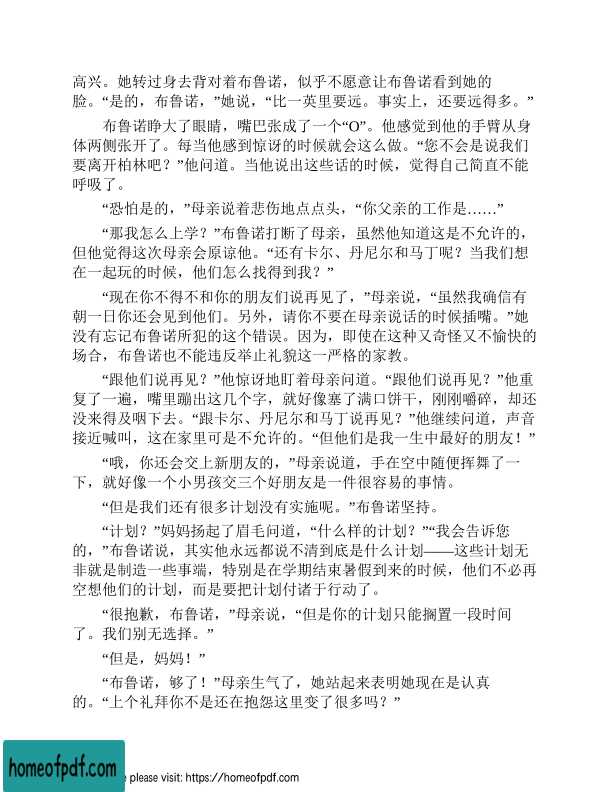 高兴。她转过身去背对着布鲁诺，似乎不愿意让布鲁诺看到她的
脸。“是的，布鲁诺，”她说，“比一英里要远。事实上，还要远得多。”
布鲁诺睁大了眼睛，嘴巴张成了一个“O”。他感觉到他的手臂从身
体两侧张开了。每当他感到惊讶的时候就会这么做。“您不会是说我们
要离开柏林吧？”他问道。当他说出这些话的时候，觉得自己简直不能
呼吸了。
“恐怕是的，”母亲说着悲伤地点点头，“你父亲的工作是……”
“那我怎么上学？”布鲁诺打断了母亲，虽然他知道这是不允许的，
但他觉得这次母亲会原谅他。“还有卡尔、丹尼尔和马丁呢？当我们想
在一起玩的时候，他们怎么找得到我？”
“现在你不得不和你的朋友们说再见了，”母亲说，“虽然我确信有
朝一日你还会见到他们。另外，请你不要在母亲说话的时候插嘴。”她
没有忘记布鲁诺所犯的这个错误。因为，即使在这种又奇怪又不愉快的
场合，布鲁诺也不能违反举止礼貌这一严格的家教。
“跟他们说再见？”他惊讶地盯着母亲问道。“跟他们说再见？”他重
复了一遍，嘴里蹦出这几个字，就好像塞了满口饼干，刚刚嚼碎，却还
没来得及咽下去。“跟卡尔、丹尼尔和马丁说再见？”他继续问道，声音
接近喊叫，这在家里可是不允许的。“但他们是我一生中最好的朋友！”
“哦，你还会交上新朋友的，”母亲说道，手在空中随便挥舞了一
下，就好像一个小男孩交三个好朋友是一件很容易的事情。
“但是我们还有很多计划没有实施呢。”布鲁诺坚持。
“计划？”妈妈扬起了眉毛问道，“什么样的计划？”“我会告诉您
的，”布鲁诺说，其实他永远都说不清到底是什么计划——这些计划无
非就是制造一些事端，特别是在学期结束暑假到来的时候，他们不必再
空想他们的计划，而是要把计划付诸于行动了。
“很抱歉，布鲁诺，”母亲说，“但是你的计划只能搁置一段时间
了。我们别无选择。”
“但是，妈妈！”
“布鲁诺，够了！”母亲生气了，她站起来表明她现在是认真
的。“上个礼拜你不是还在抱怨这里变了很多吗？”
homeofpdf.com
e please visit: https://homeofpdf.com